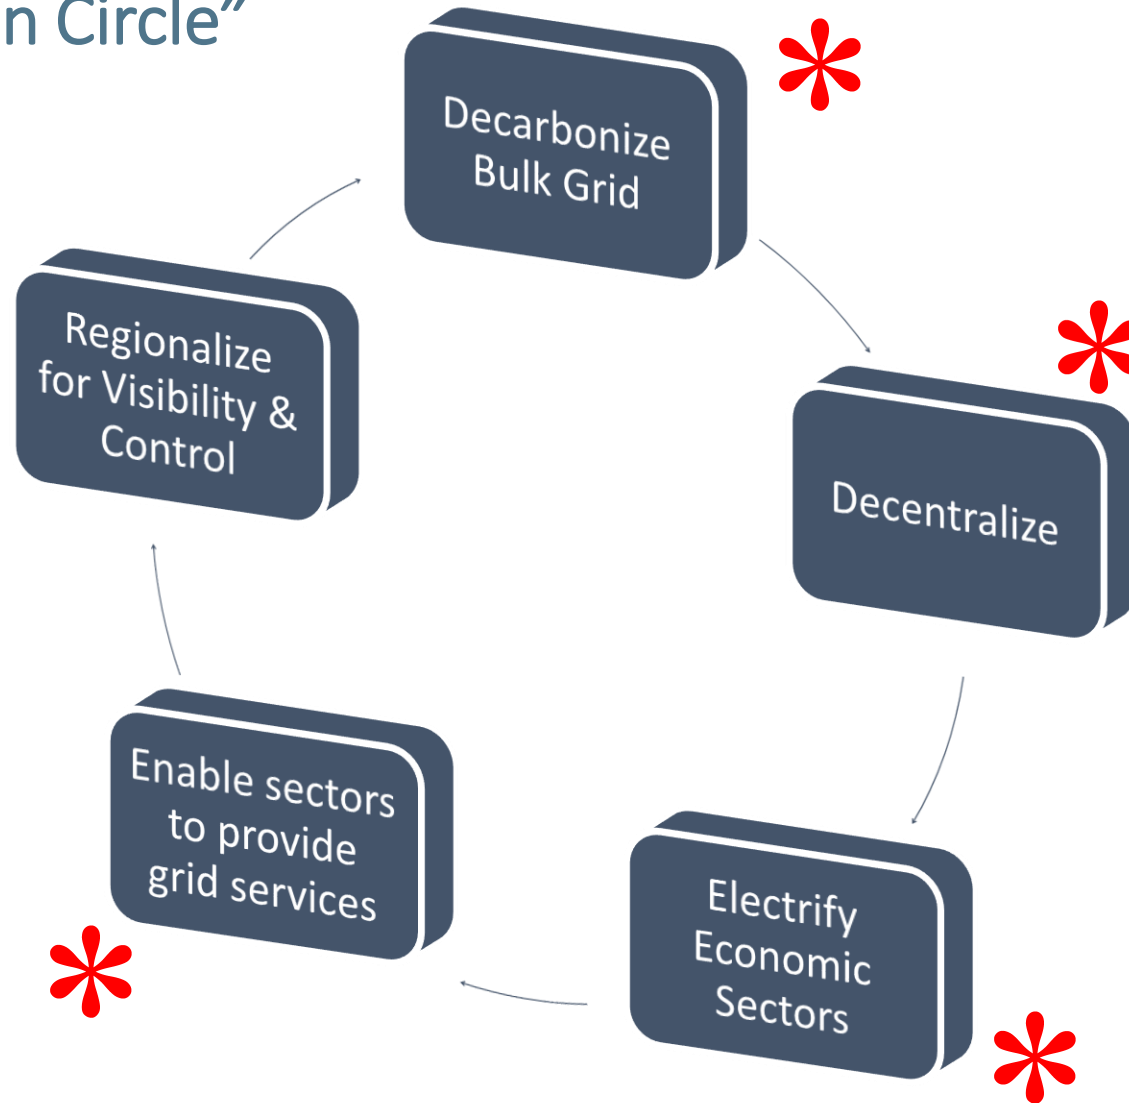 n Circle”
Decarbonize
Bulk Grid
Decentralize
Electrify
Economic
Sectors
Enable sectors
to provide
grid services
Regionalize
for Visibility &
Control